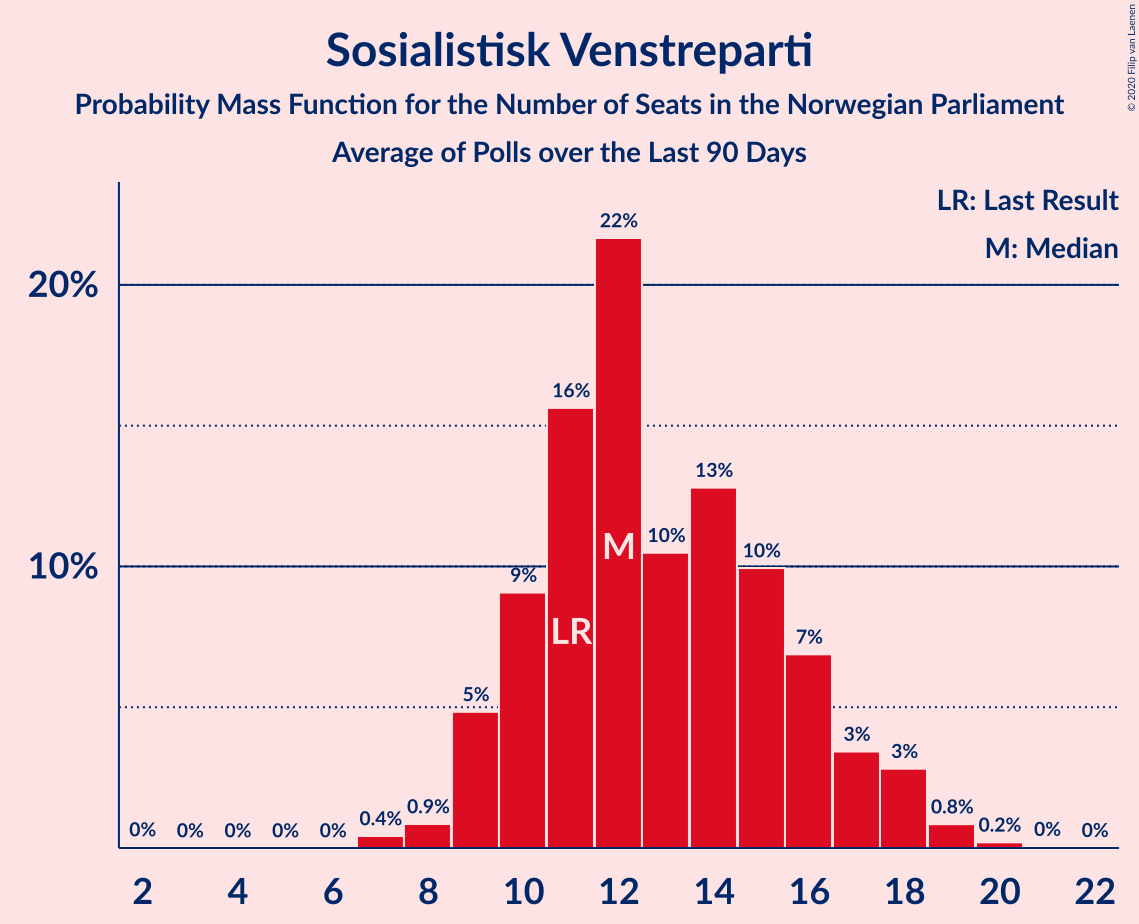 Sosialistisk Venstreparti
Probability Mass Function for the Number of Seats in the Norwegian Parliament
Average of Polls over the Last 90 Days
© 2020 Filip van Laenen
LR: Last Result
M: Median
20%
10%
0%
0%
0%
0%
0%
0.4%
0.9%
5%
9%
16%
22%
10%
13%
10%
7%
3%
3%
0.8%
0.2%
0%
0%
LR
M
2 4 6 8 10 12 14 16 18 20 22